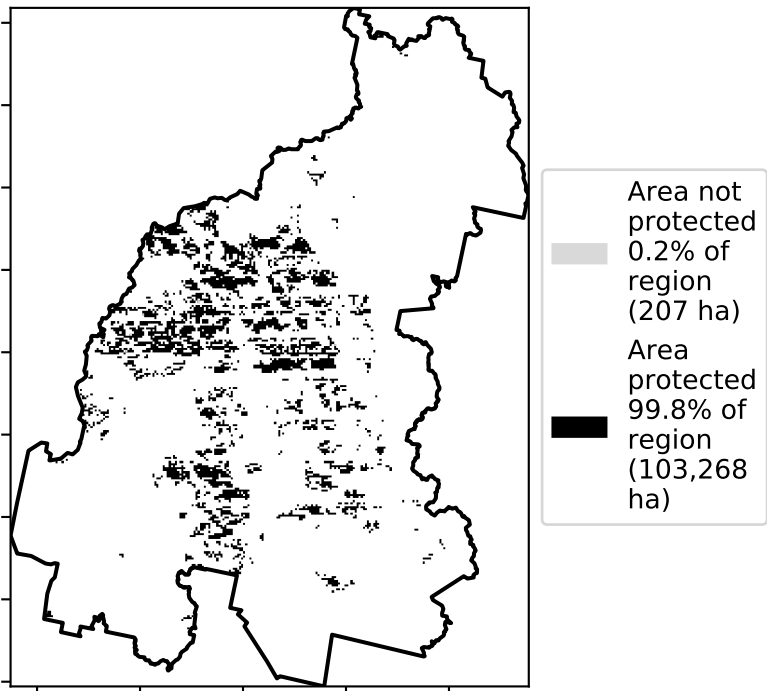 Area not
protected
0.2% of
region
(207 ha)
Area
protected
99.8% of
region
(103,268
ha)